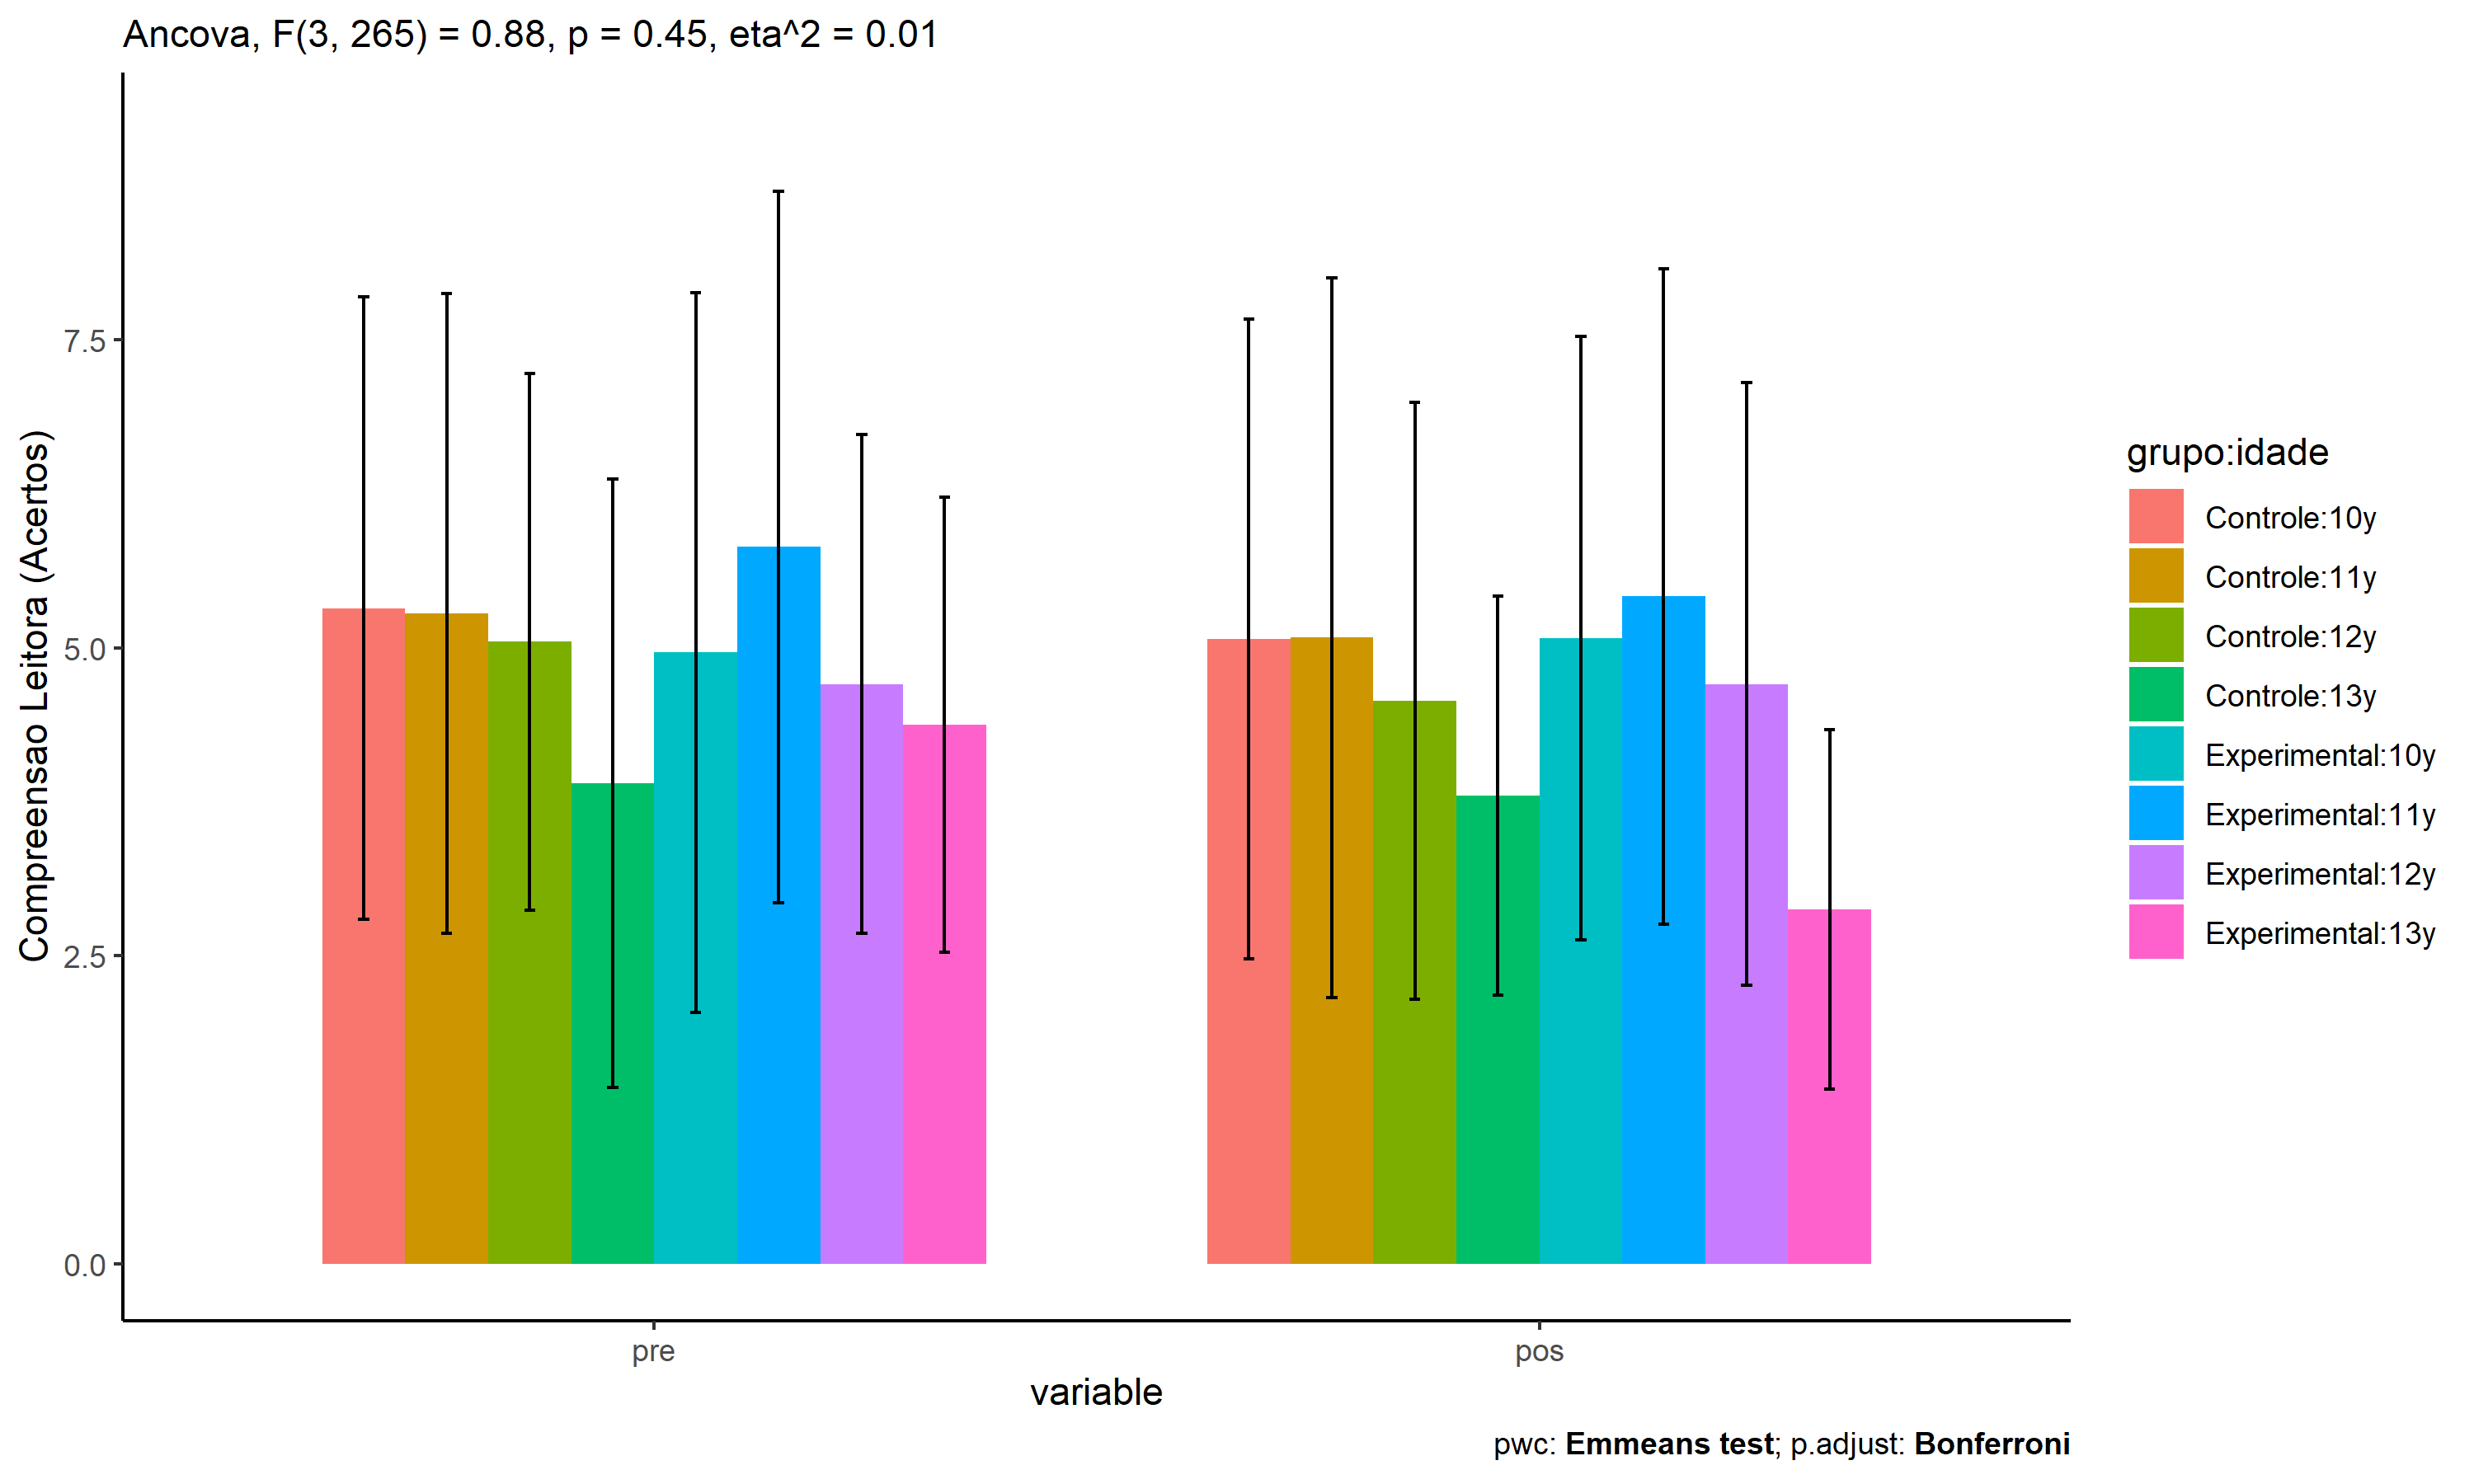 Ancova, F(3, 265) = 0.88, p = 0.45, eta^2 = 0.01
Compreensao Leitora (Acertos)
7.5
5.0
2.5
0.0
pre
pos
variable
grupo:idade
Controle:10y
Controle:11y
Controle:12y
Controle:13y
Experimental:10y
Experimental:11y
Experimental:12y
Experimental:13y
pwc: Emmeans test; p.adjust: Bonferroni